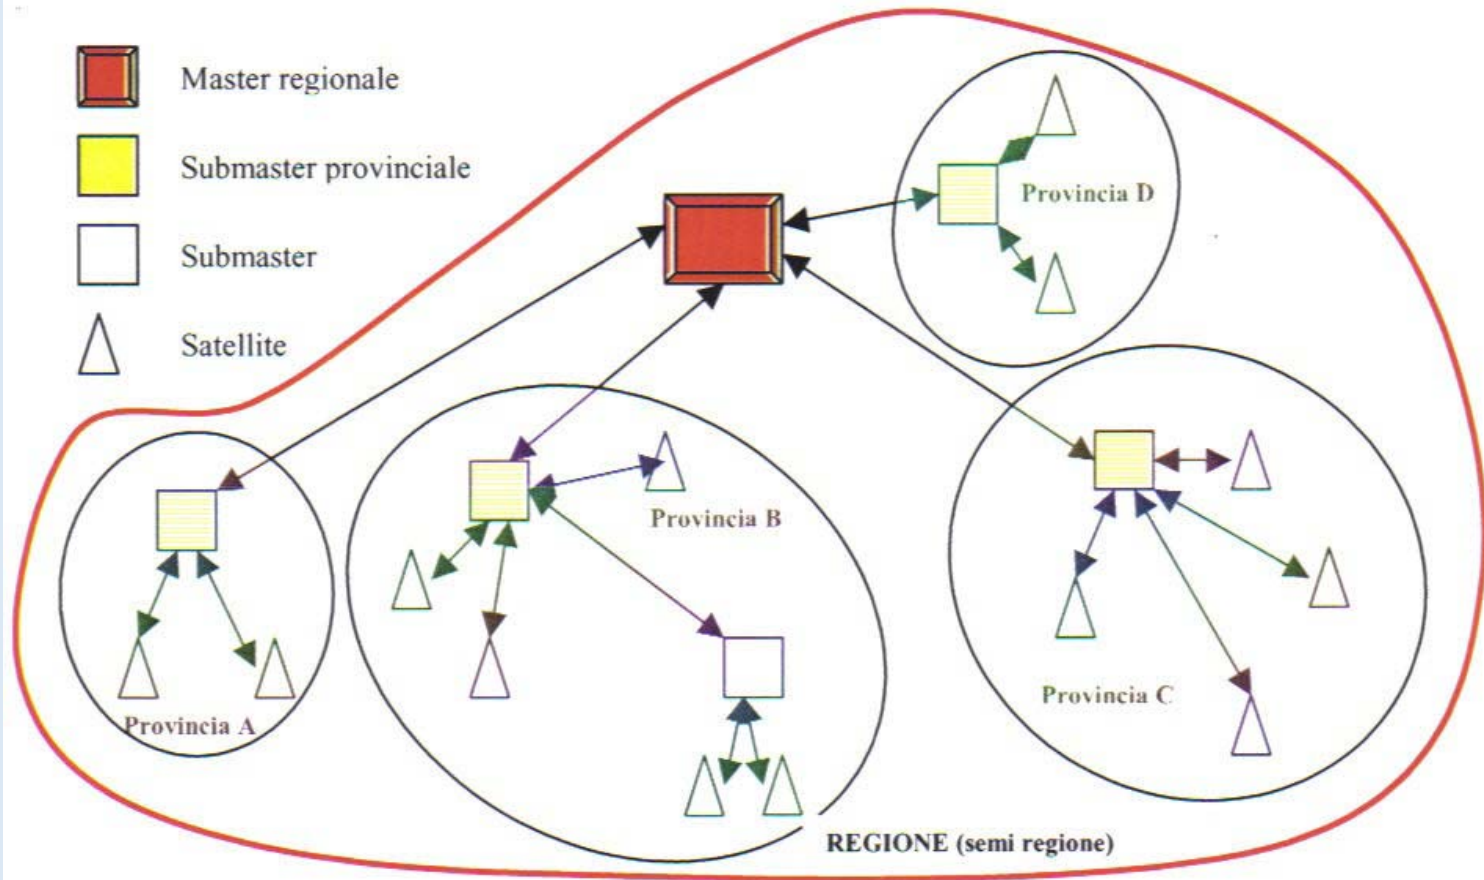 Master regionale
Submaster provinciale
Submaster
Satellite
Provincia D
Provincia B
Provincia C
Provincia A
REGIONE (semi regione)